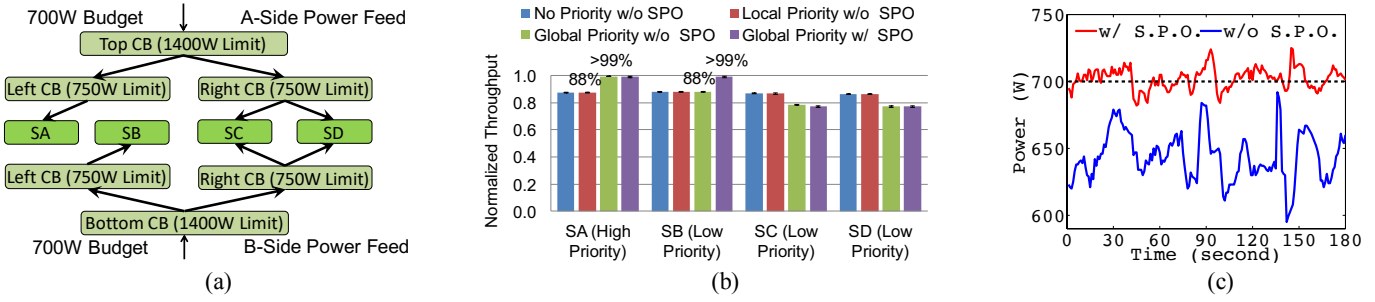 700W Budget
A-Side Power Feed
Top CB (1400W Limit)
Left CB (750W Limit)
Right CB (750W Limit)
SA
SB
SC
SD
Left CB (750W Limit)
Right CB (750W Limit)
Bottom CB (1400W Limit)
700W Budget
B-Side Power Feed
(a)
No Priority w/o SPO
Local Priority w/o SPO
Global Priority w/o SPO
Global Priority w/ SPO
>99%
>99%
88%
88%
Normalized Throughput
1.0
0.8
0.6
0.4
0.2
0.0
SA (High Priority)
SB (Low Priority)
SC (Low Priority)
SD (Low Priority)
(b)
w/ S.P.O.
w/o S.P.O.
Power (W)
750
700
650
600
0
30
60
90
120
150
180
Time (second)
(c)